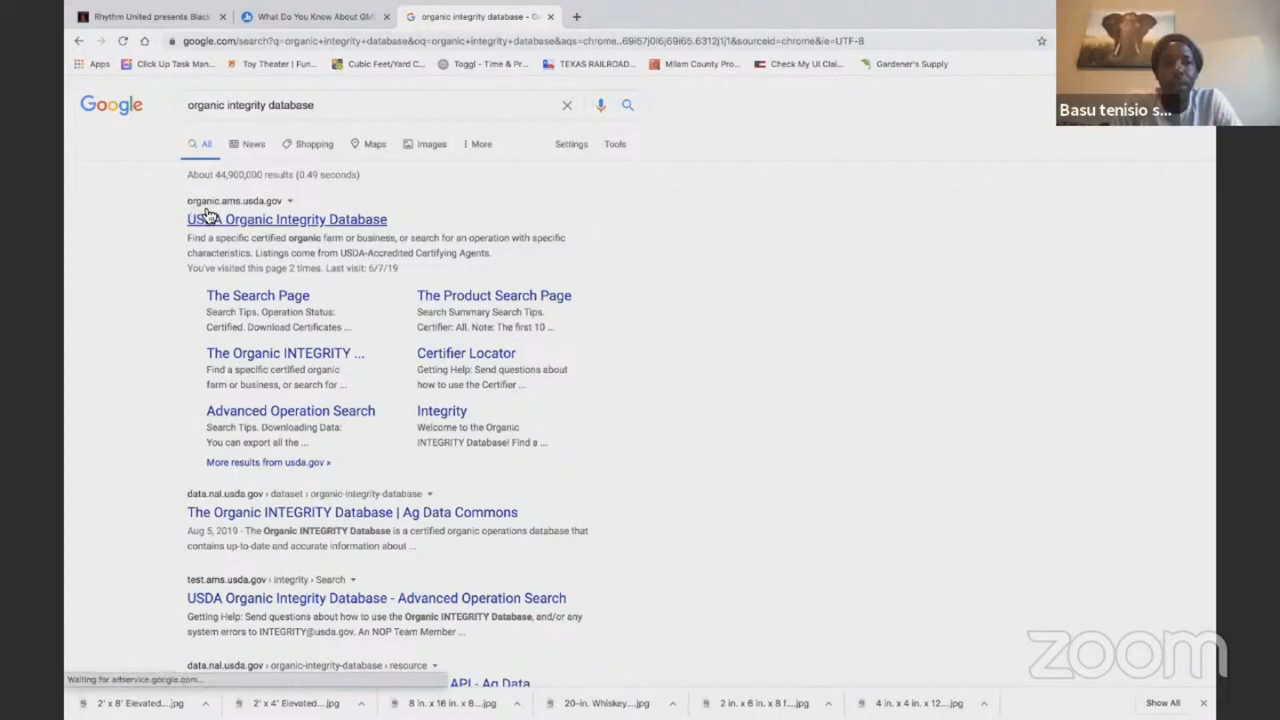 Rhythm United presents Black
What Do You Know About GM
organic integrity database - G
google.com/search?q=organic+integrity+database&oq=organic+integrity+database&aqs=chrome..69i57j0l6j69i65.6312j1j1&sourceid=chrome&ie=UTF-8
Apps Click Up Task Man... Toy Theater | Fun... Cubic Feet/Yard C... Toggl - Time & Pr... TEXAS RAILROAD... Milam County Pro... Check My UI Clai... Gardener's Supply
Basu tenisio s...
Google
organic integrity database
All News Shopping Maps Images More Settings Tools
About 44,900,000 results (0.49 seconds)
organic.ams.usda.gov
USDA Organic Integrity Database
Find a specific certified organic farm or business, or search for an operation with specific
characteristics. Listings come from USDA-Accredited Certifying Agents.
You've visited this page 2 times. Last visit: 6/7/19
The Search Page
Search Tips. Operation Status:
Certified. Download Certificates ...
The Product Search Page
Search Summary Search Tips.
Certifier: All. Note: The first 10 ...
The Organic INTEGRITY ...
Find a specific certified organic
farm or business, or search for ...
Certifier Locator
Getting Help: Send questions about
how to use the Certifier ...
Advanced Operation Search
Search Tips. Downloading Data:
You can export all the ...
Integrity
Welcome to the Organic
INTEGRITY Database! Find a ...
More results from usda.gov »
data.nal.usda.gov › dataset › organic-integrity-database
The Organic INTEGRITY Database | Ag Data Commons
Aug 5, 2019 - The Organic INTEGRITY Database is a certified organic operations database that
contains up-to-date and accurate information about ...
test.ams.usda.gov › integrity › Search
USDA Organic Integrity Database - Advanced Operation Search
Getting Help: Send questions about how to use the Organic INTEGRITY Database, and/or any
system errors to INTEGRITY@usda.gov. An NOP Team Member ...
data.nal.usda.gov › organic-integrity-database › resource
API - Ag Data
zoom
Waiting for adservice.google.com...
2' x 8' Elevated....jpg 2' x 4' Elevated....jpg 8 in. x 16 in. x 8....jpg 20-in. Whiskey....jpg 2 in. x 6 in. x 8 f....jpg 4 in. x 4 in. x 12....jpg Show All